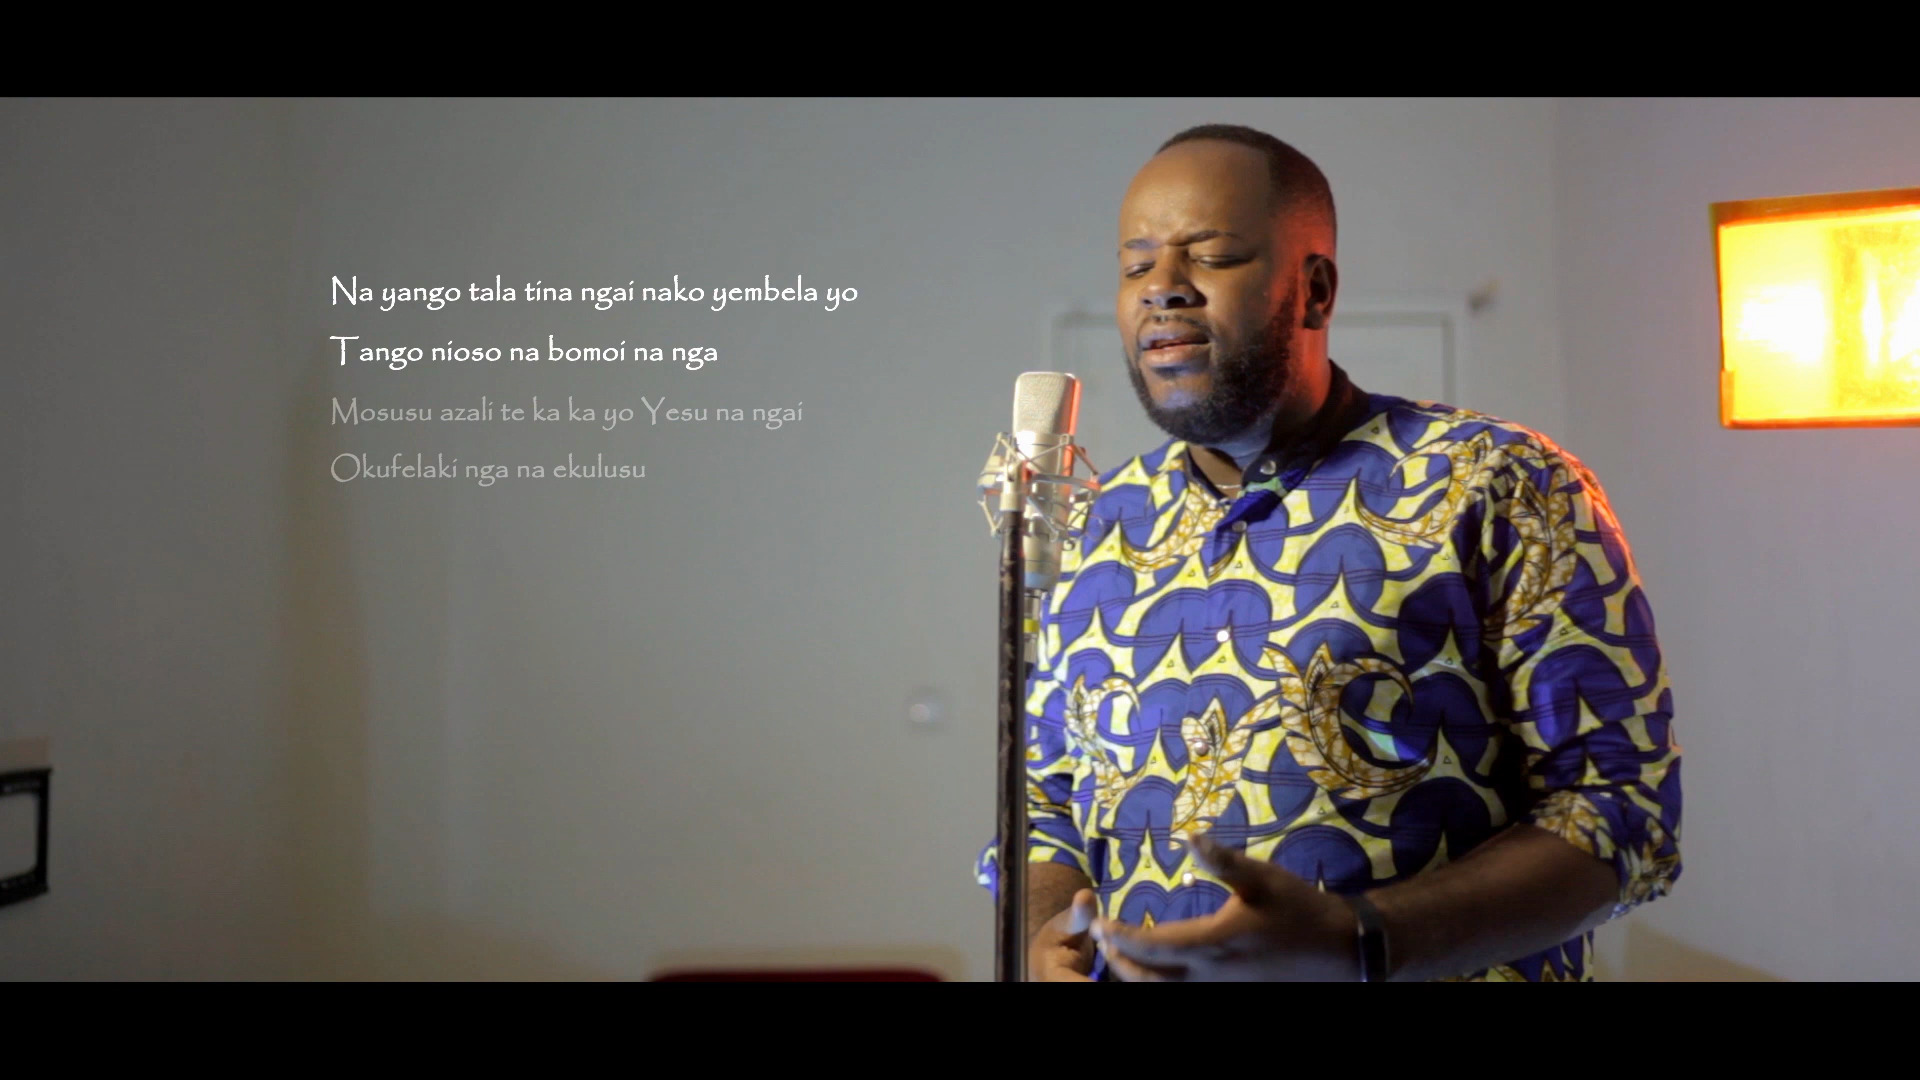 Na yango tala tina ngai nako yembela yo
Tango nioso na bomoi na nga
Mosusu azali te ka ka yo Yesu na ngai
Okufelaki nga na ekulusu